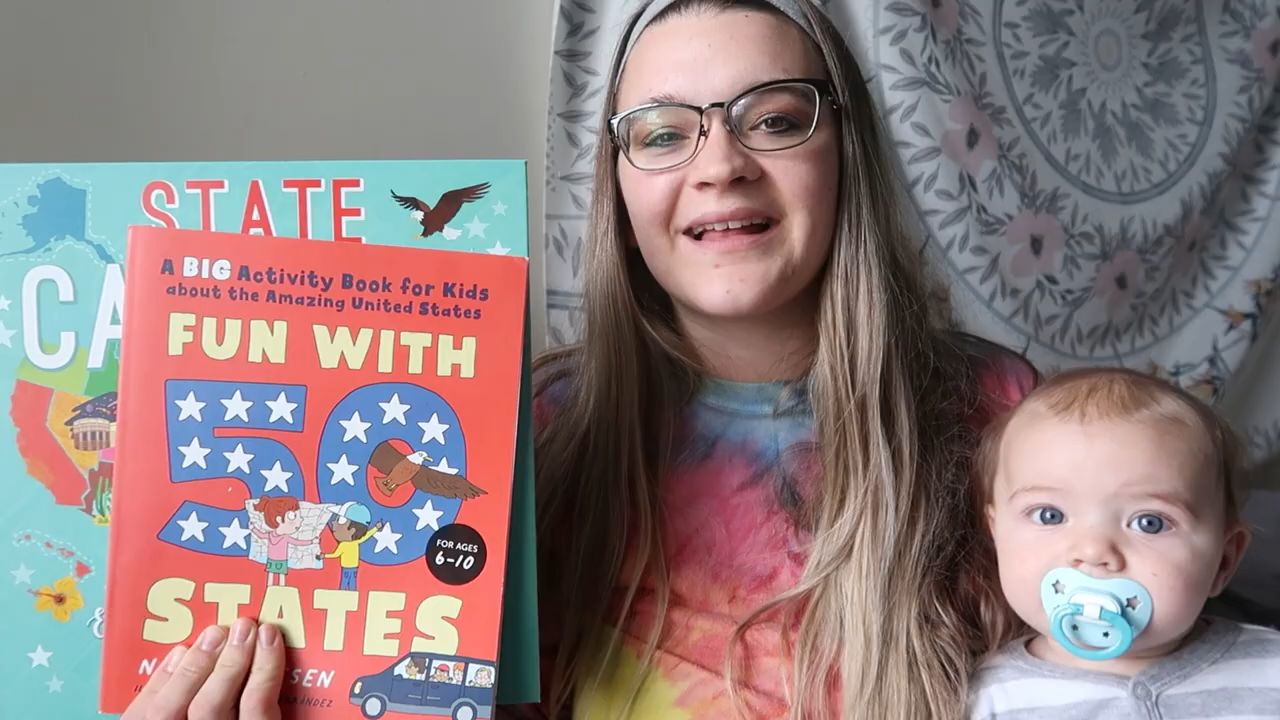 STATE
CA
A BIG Activity Book for Kids
about the Amazing United States
FUN WITH
50
FOR AGES
6-10
STATES